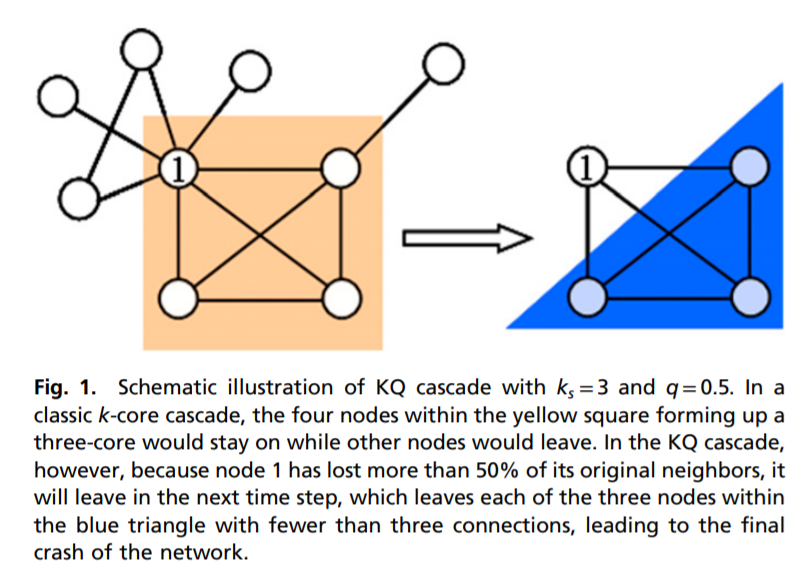 1
1
Fig. 1. Schematic illustration of KQ cascade with kₛ=3 and q=0.5. In a
classic k-core cascade, the four nodes within the yellow square forming up a
three-core would stay on while other nodes would leave. In the KQ cascade,
however, because node 1 has lost more than 50% of its original neighbors, it
will leave in the next time step, which leaves each of the three nodes within
the blue triangle with fewer than three connections, leading to the final
crash of the network.